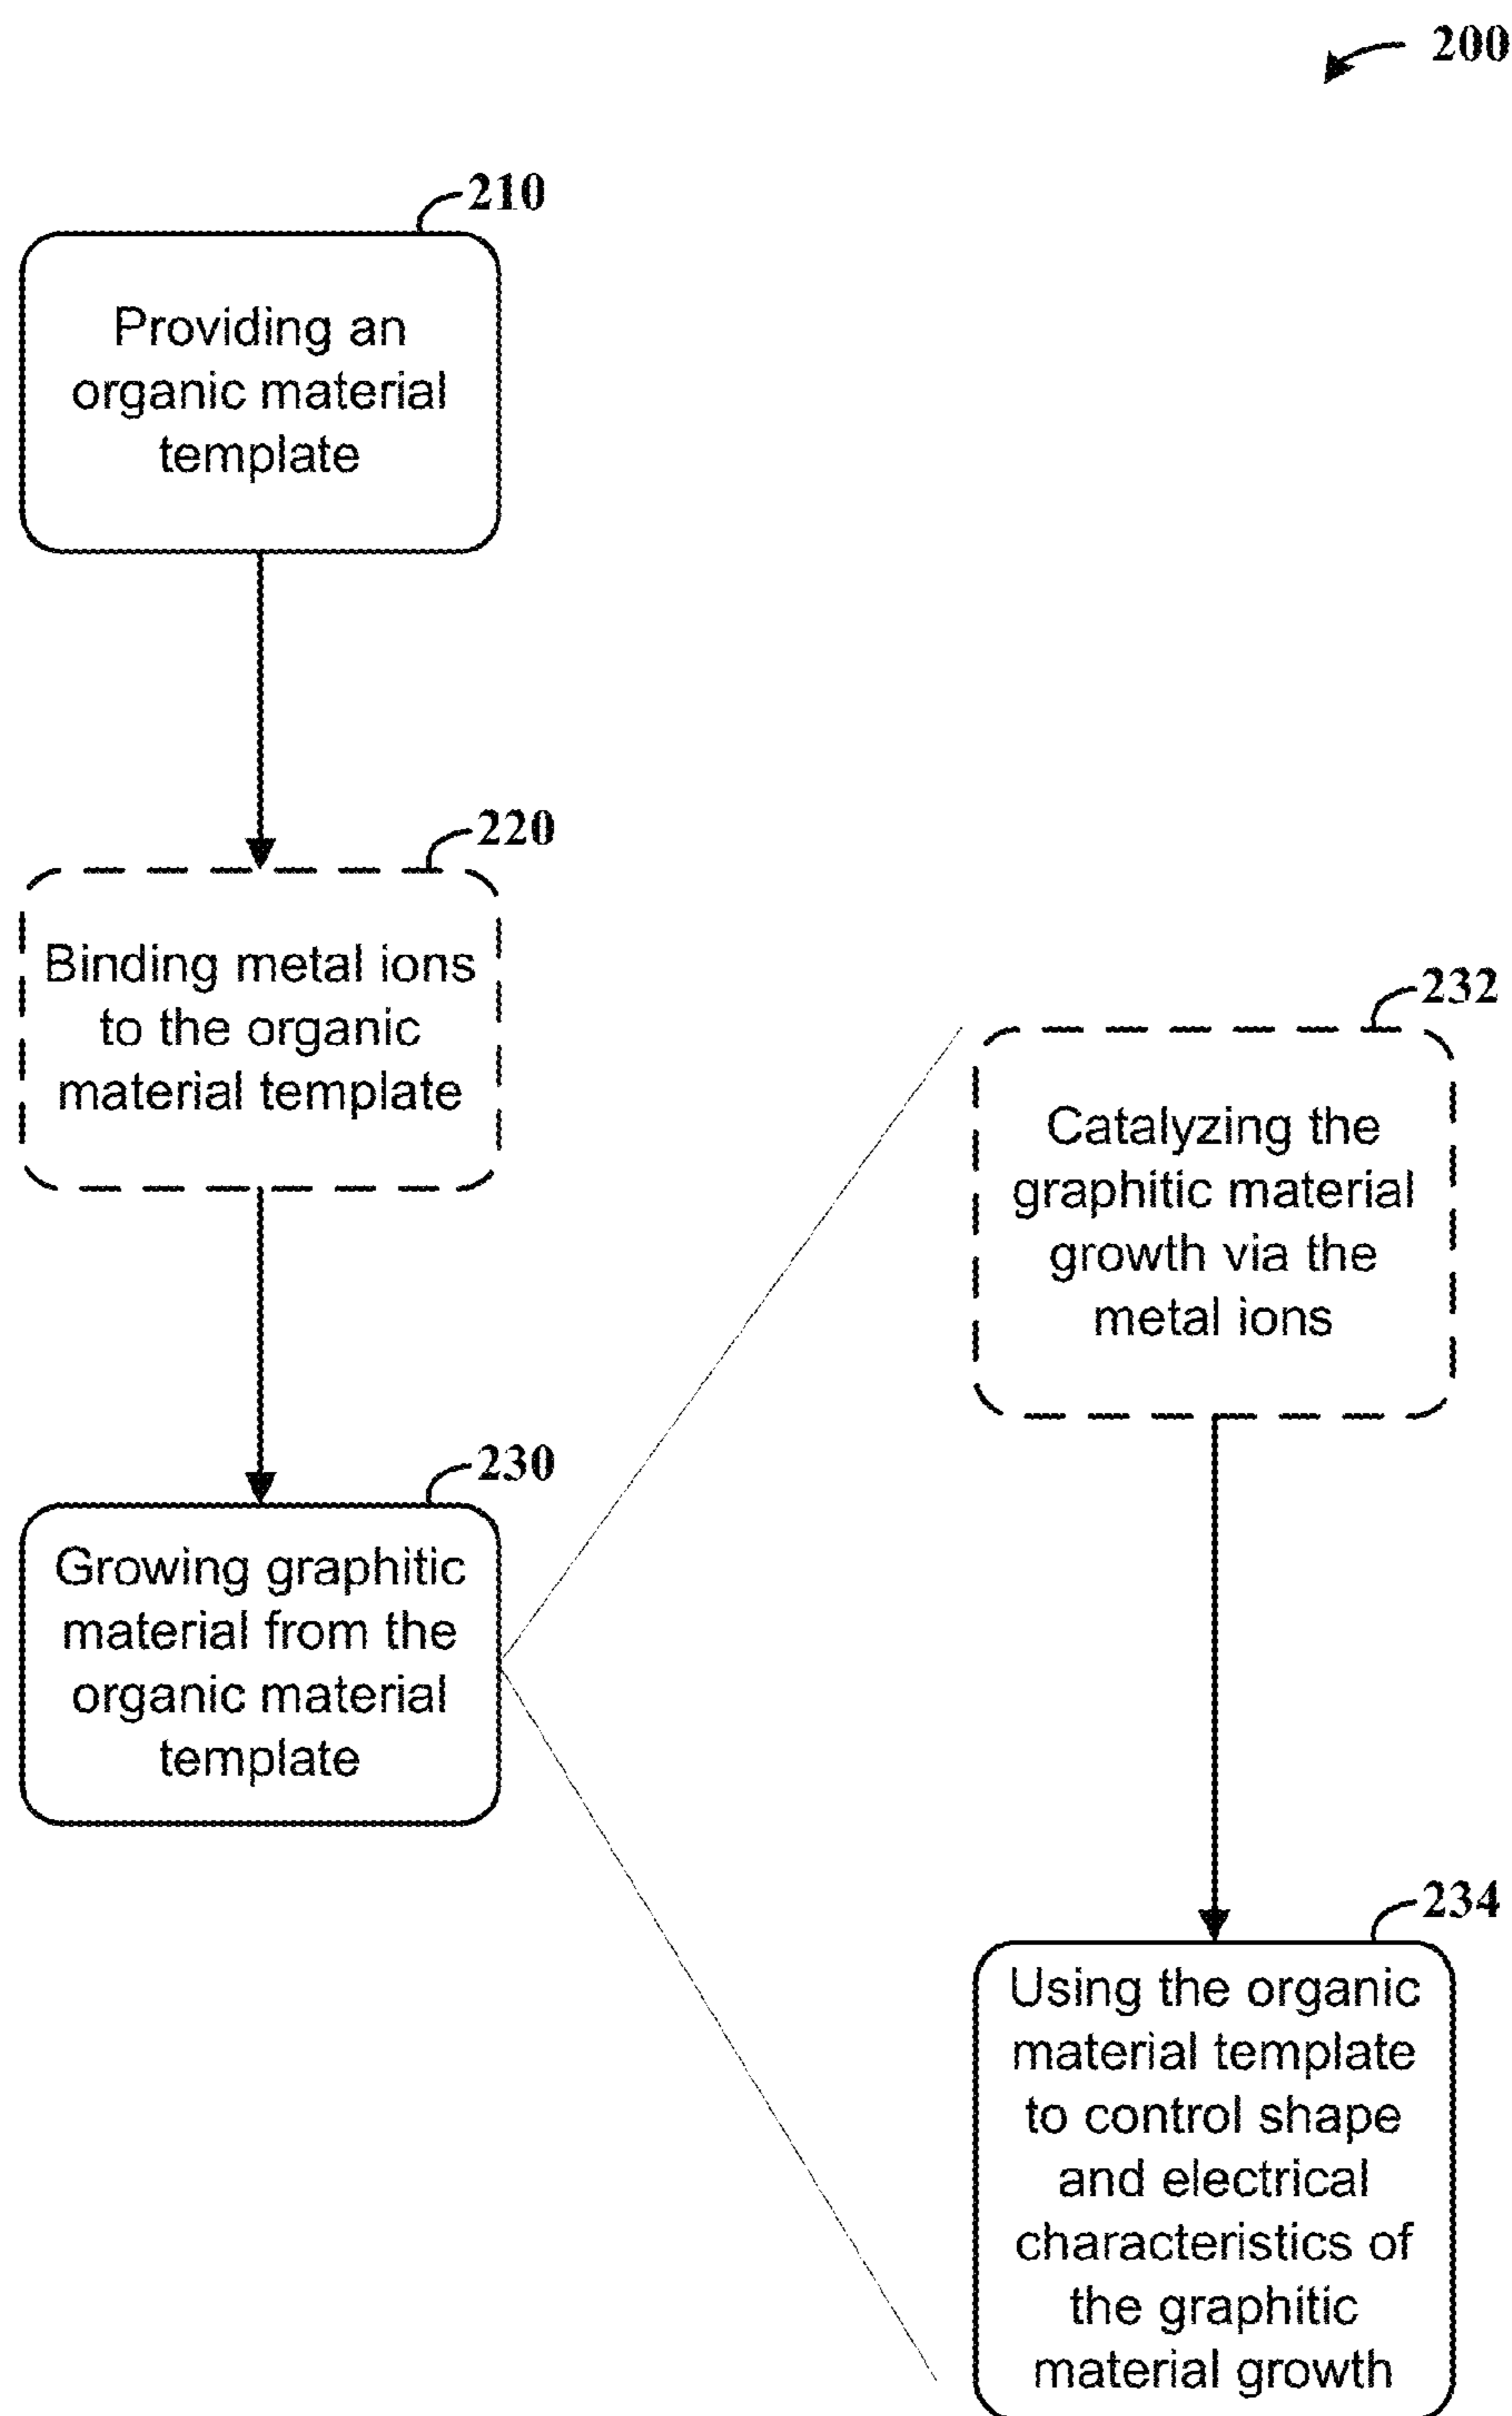 200
210
Providing an
organic material
template
220
Binding metal ions
to the organic
material template
230
Growing graphitic
material from the
organic material
template
232
Catalyzing the
graphitic material
growth via the
metal ions
234
Using the organic
material template
to control shape
and electrical
characteristics of
the graphitic
material growth